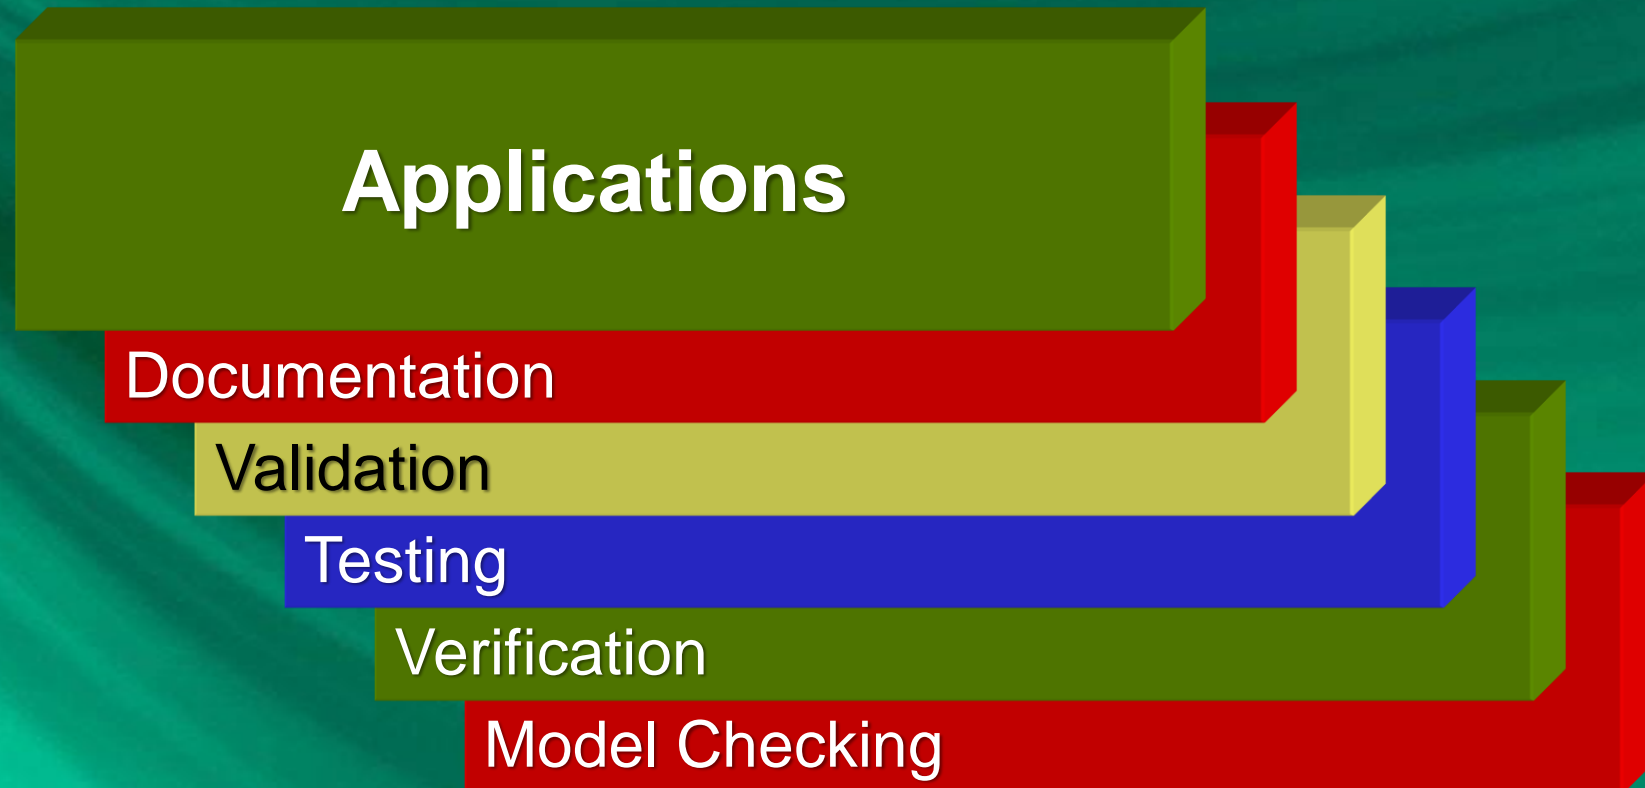 Applications
Documentation
Validation
Testing
Verification
Model Checking